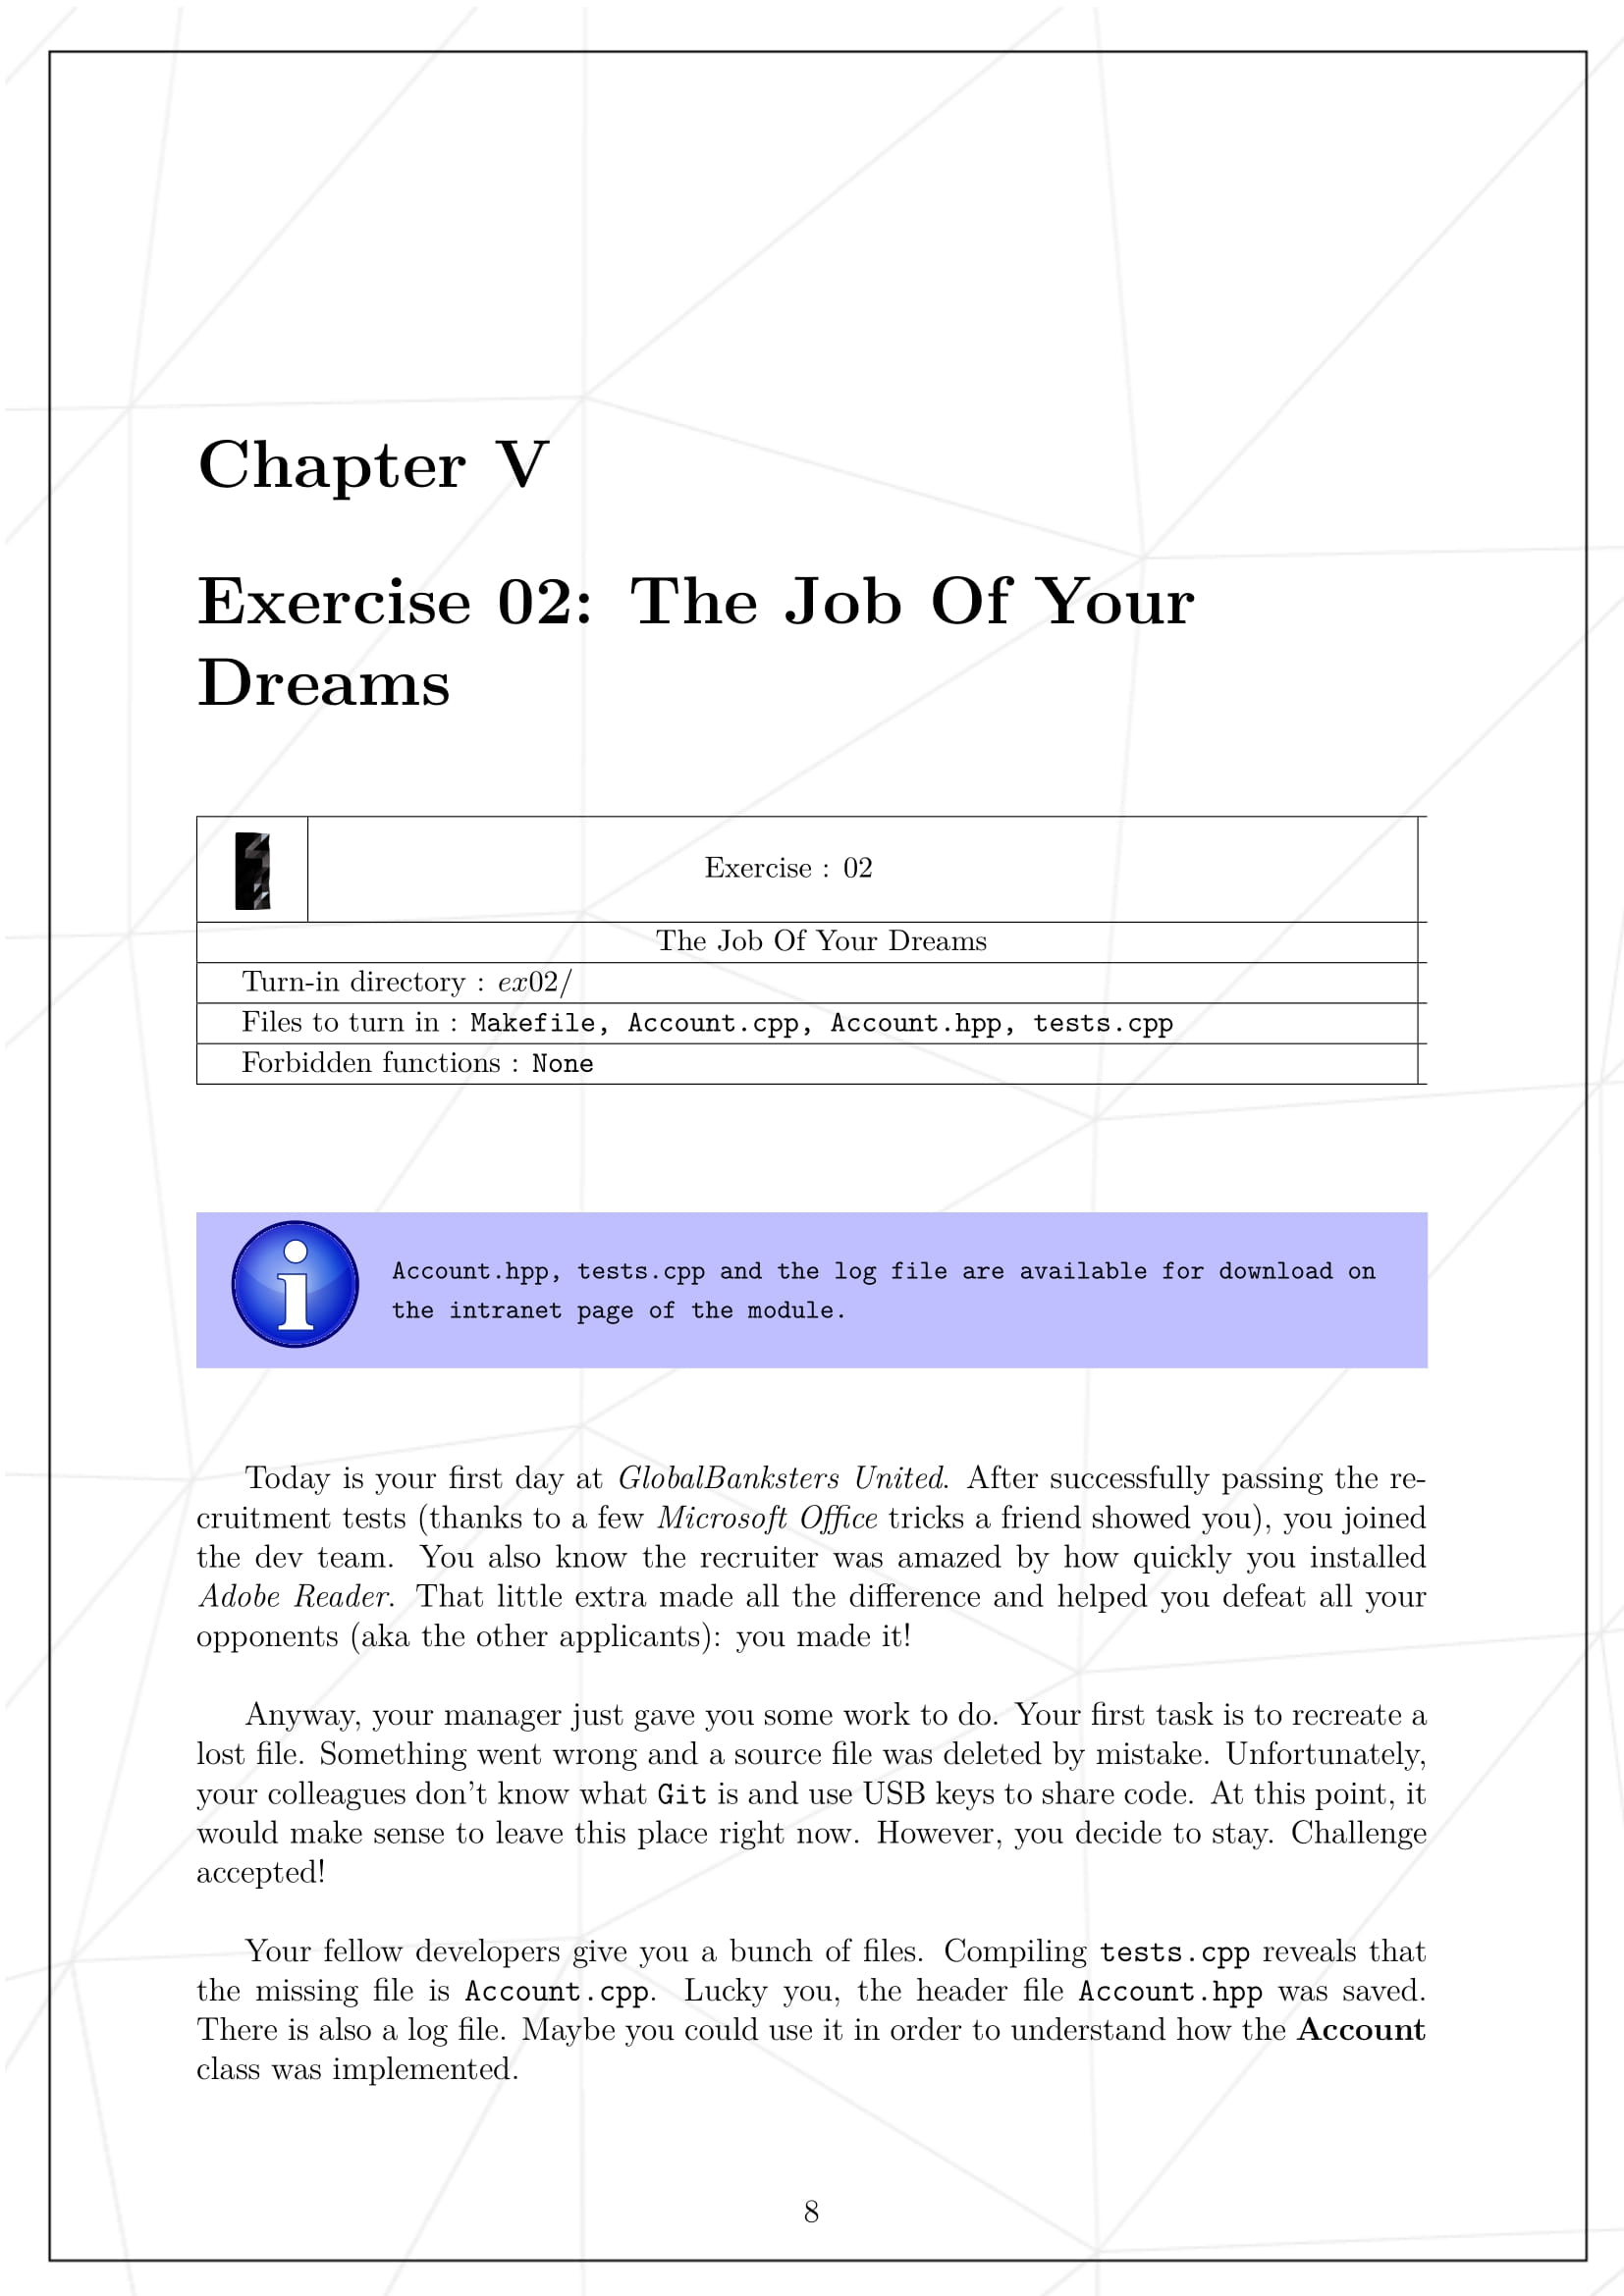 Chapter V
Exercise 02: The Job Of Your
Dreams
Exercise : 02
The Job Of Your Dreams
Turn-in directory : ex02/
Files to turn in : Makefile, Account.cpp, Account.hpp, tests.cpp
Forbidden functions : None
Account.hpp, tests.cpp and the log file are available for download on
the intranet page of the module.
Today is your first day at GlobalBanksters United. After successfully passing the re-
cruitment tests (thanks to a few Microsoft Office tricks a friend showed you), you joined
the dev team. You also know the recruiter was amazed by how quickly you installed
Adobe Reader. That little extra made all the difference and helped you defeat all your
opponents (aka the other applicants): you made it!
Anyway, your manager just gave you some work to do. Your first task is to recreate a
lost file. Something went wrong and a source file was deleted by mistake. Unfortunately,
your colleagues don't know what Git is and use USB keys to share code. At this point, it
would make sense to leave this place right now. However, you decide to stay. Challenge
accepted!
Your fellow developers give you a bunch of files. Compiling tests.cpp reveals that
the missing file is Account.cpp. Lucky you, the header file Account.hpp was saved.
There is also a log file. Maybe you could use it in order to understand how the Account
class was implemented.
8